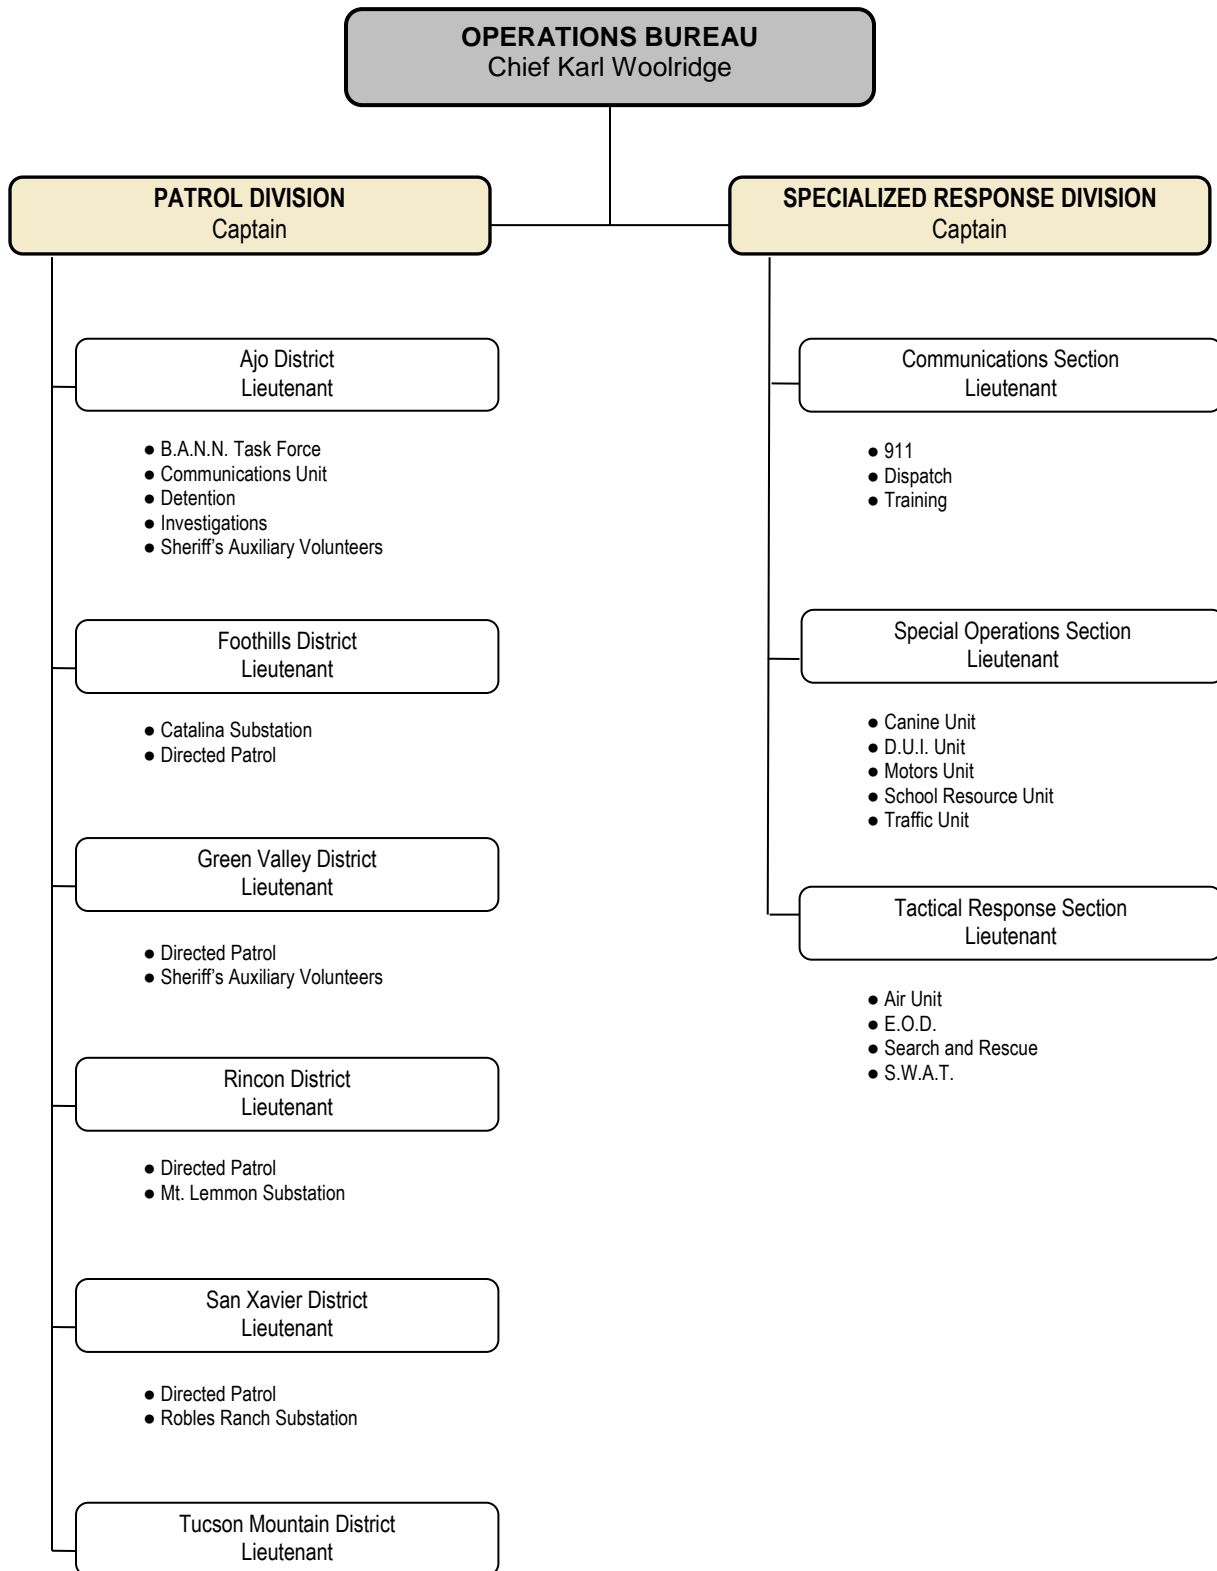 OPERATIONS BUREAU
Chief Karl Woolridge
PATROL DIVISION
Captain
SPECIALIZED RESPONSE DIVISION
Captain
Ajo District
Lieutenant
● B.A.N.N. Task Force
● Communications Unit
● Detention
● Investigations
● Sheriff's Auxiliary Volunteers
Foothills District
Lieutenant
● Catalina Substation
● Directed Patrol
Green Valley District
Lieutenant
● Directed Patrol
● Sheriff's Auxiliary Volunteers
Rincon District
Lieutenant
● Directed Patrol
● Mt. Lemmon Substation
San Xavier District
Lieutenant
● Directed Patrol
● Robles Ranch Substation
Tucson Mountain District
Lieutenant
Communications Section
Lieutenant
● 911
● Dispatch
● Training
Special Operations Section
Lieutenant
● Canine Unit
● D.U.I. Unit
● Motors Unit
● School Resource Unit
● Traffic Unit
Tactical Response Section
Lieutenant
● Air Unit
● E.O.D.
● Search and Rescue
● S.W.A.T.